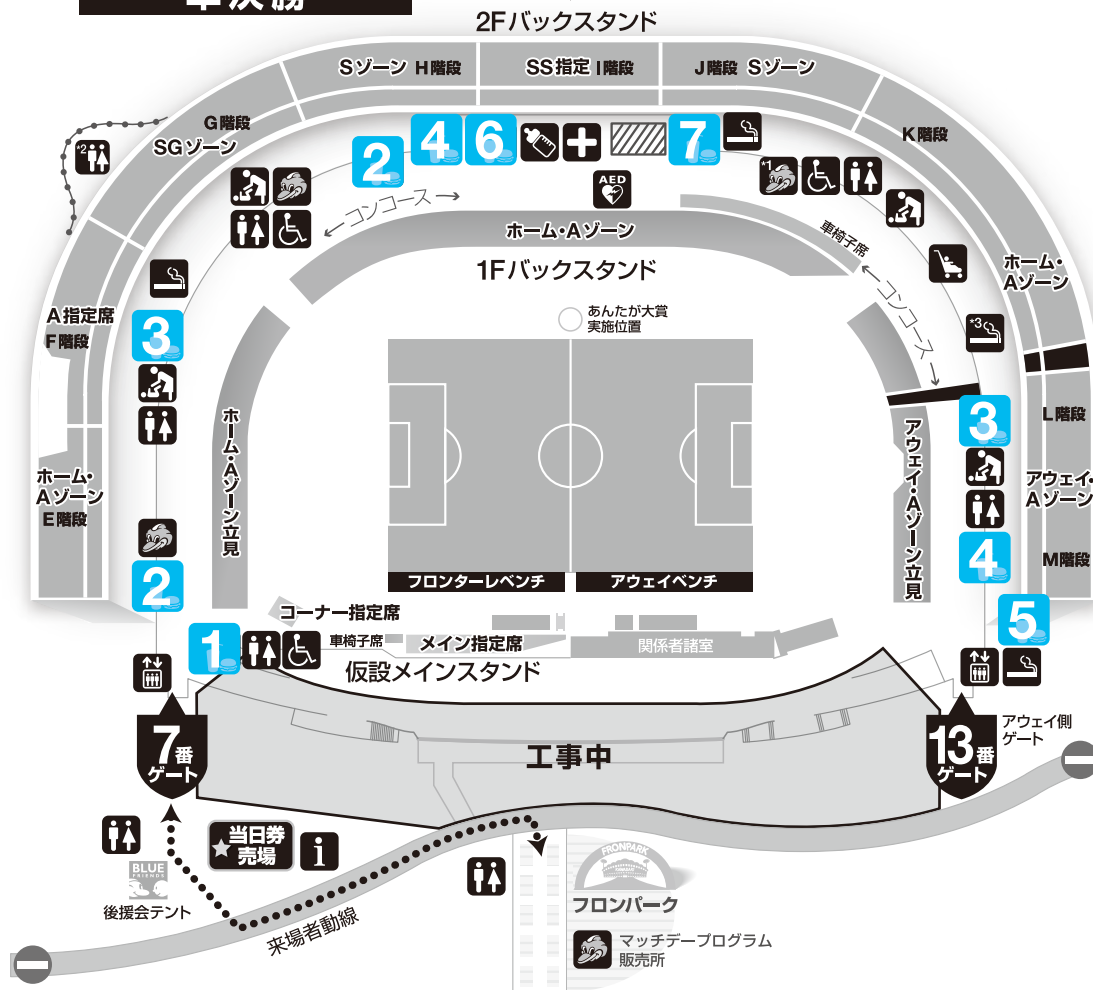 準決勝
2Fバックスタンド
Sゾーン H階段
SS指定 I階段
J階段 Sゾーン
G階段
SGゾーン
K階段
*2
2
4
6
7
*1
AED
コンコース
ホーム・Aゾーン
車椅子席
1Fバックスタンド
コンコース
ホーム・
Aゾーン
A指定席
F階段
3
あんたが大賞
実施位置
*3
3
L階段
ホーム・Aゾーン立見
アウェイ・Aゾーン立見
ホーム・
Aゾーン
E階段
アウェイ・
Aゾーン
M階段
2
4
フロンターレベンチ
アウェイベンチ
コーナー指定席
5
1
車椅子席
メイン指定席
関係者諸室
仮設メインスタンド
7番
ゲート
工事中
13番
ゲート
アウェイ側
ゲート
当日券
売場
i
BLUE
FRIENDS
後援会テント
来場者動線
FRONPARK
フロンパーク
マッチデープログラム
販売所